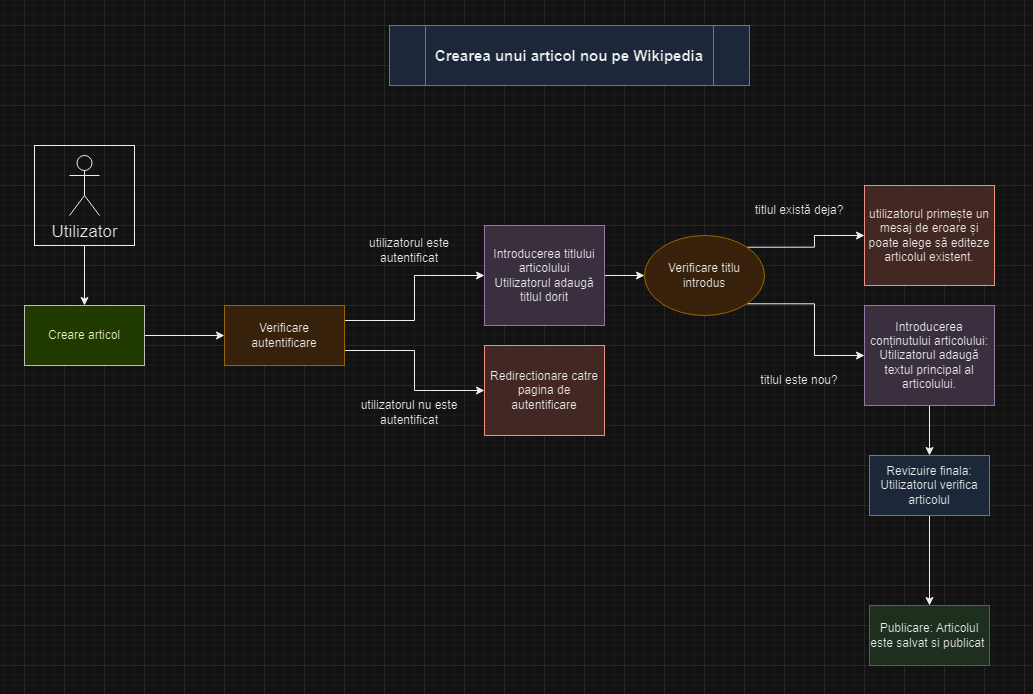 Crearea unui articol nou pe Wikipedia
Utilizator
Creare articol
Verificare
autentificare
utilizatorul este
autentificat
utilizatorul nu este
autentificat
Introducerea titlului
articolului
Utilizatorul adaugă
titlul dorit
Redirectionare catre
pagina de
autentificare
Verificare titlu
introdus
titlul există deja?
titlul este nou?
utilizatorul primește un
mesaj de eroare și
poate alege să editeze
articolul existent.
Introducerea
conținutului articolului:
Utilizatorul adaugă
textul principal al
articolului.
Revizuire finala:
Utilizatorul verifica
articolul
Publicare: Articolul
este salvat si publicat